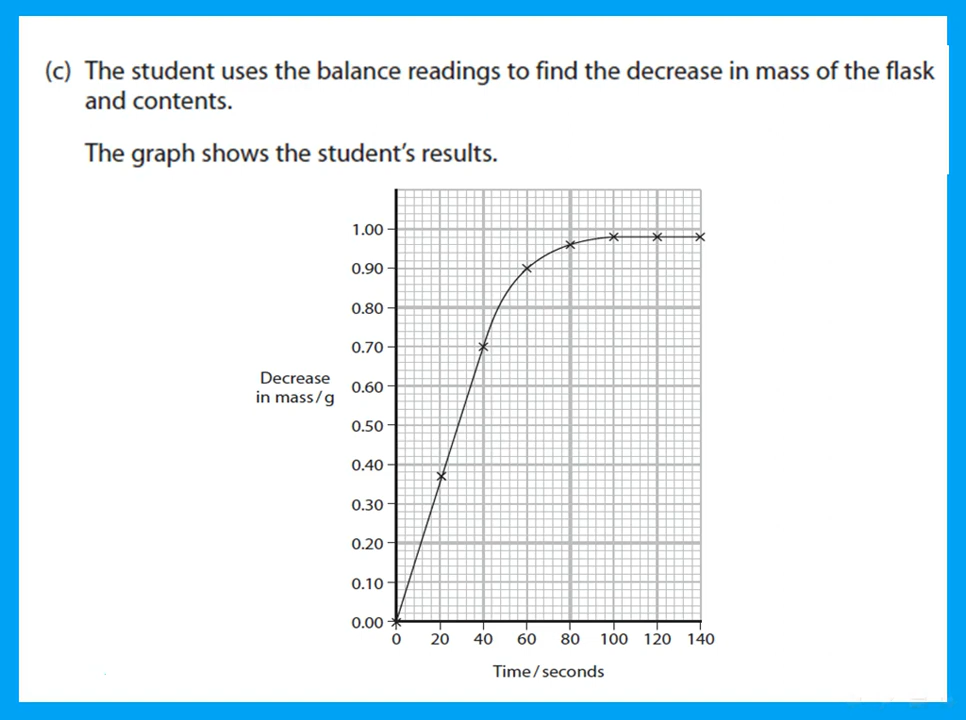 (c) The student uses the balance readings to find the decrease in mass of the flask
and contents.
The graph shows the student's results.
1.00
0.90
0.80
0.70
0.60
0.50
0.40
0.30
0.20
0.10
0.00
Decrease
in mass/g
0 20 40 60 80 100 120 140
Time/seconds